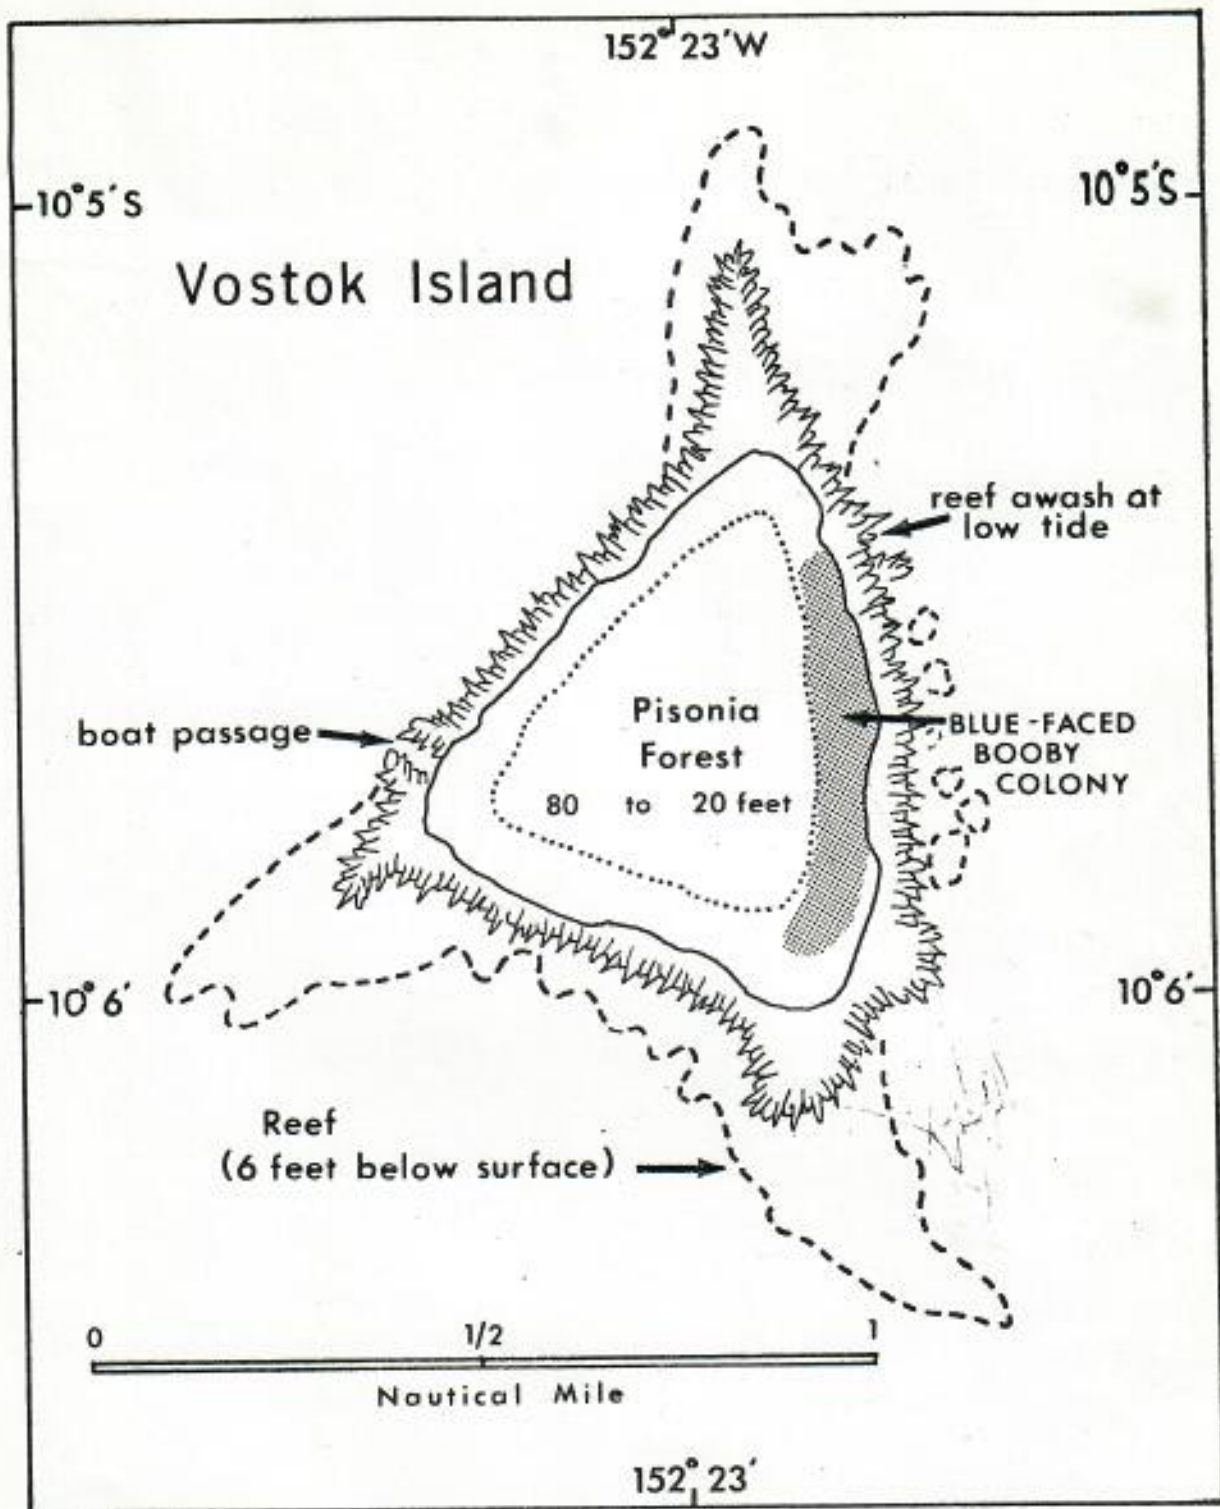 152° 23'W
10° 5' S
10° 5' S
Vostok Island
reef awash at
low tide
boat passage
Pisonia
Forest
80 to 20 feet
BLUE-FACED
BOOBY
COLONY
10° 6'
10° 6'
Reef
(6 feet below surface)
0 1/2 1
Nautical Mile
152° 23'